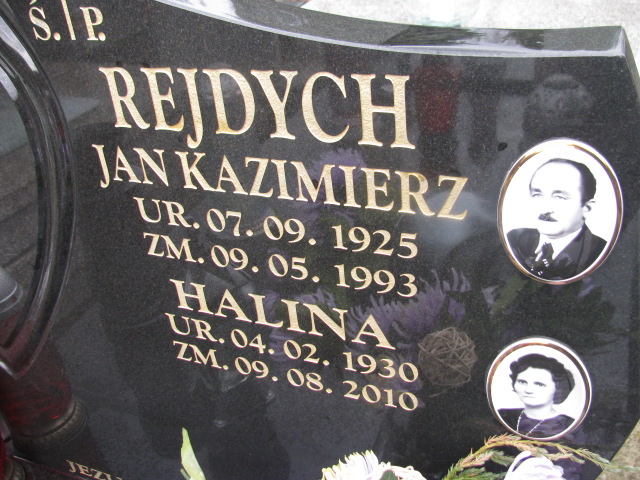 Ś. P.
REJDYCH
JAN KAZIMIERZ
UR. 07. 09. 1925
ZM. 09. 05. 1993
HALINA
UR. 04. 02. 1930
ZM. 09. 08. 2010